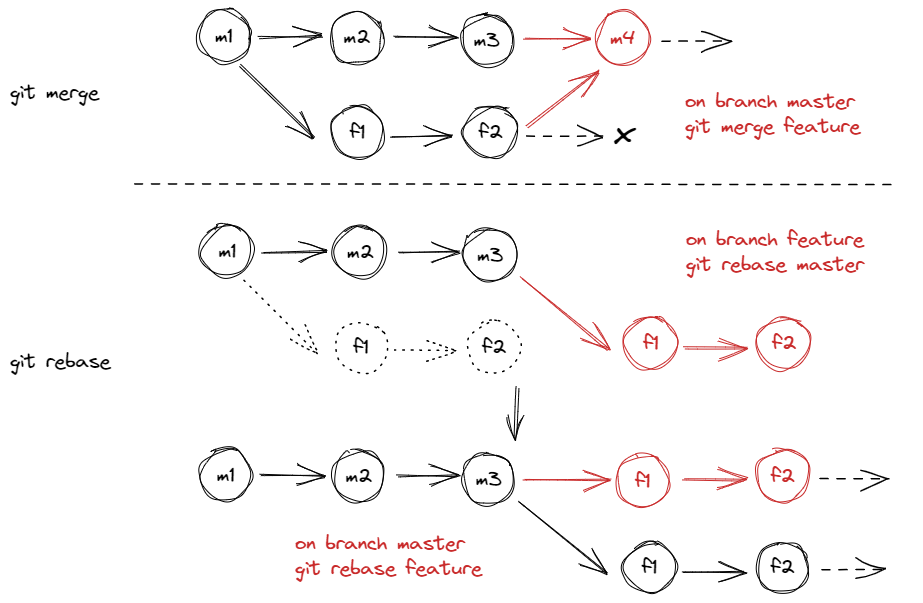 m1 m2 m3 m4
git merge
on branch master
git merge feature
f1 f2 x
m1 m2 m3
on branch feature
git rebase master
f1 f2 f1 f2
git rebase
m1 m2 m3 f1 f2
on branch master
git rebase feature
f1 f2